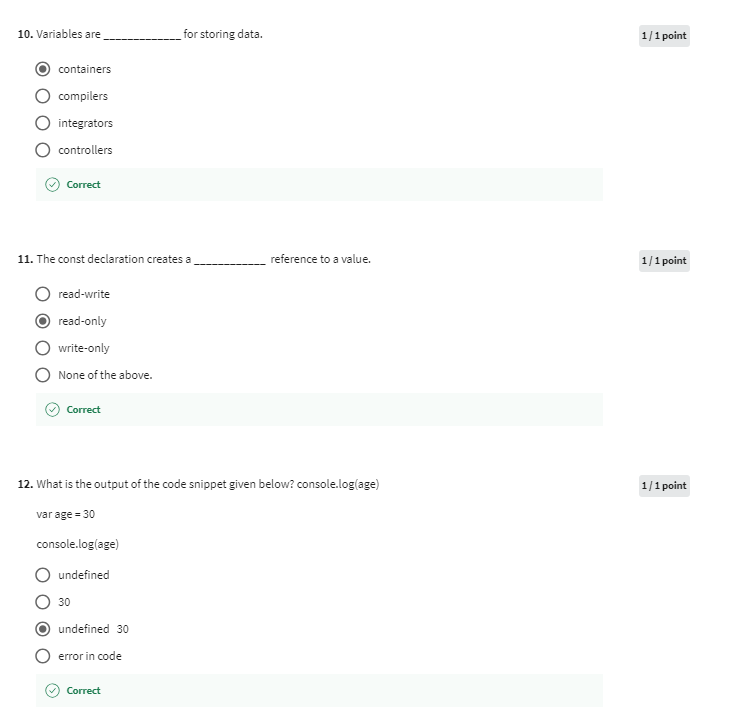 10. Variables are _____________ for storing data.
1 / 1 point
containers
compilers
integrators
controllers
Correct
11. The const declaration creates a ____________ reference to a value.
1 / 1 point
read-write
read-only
write-only
None of the above.
Correct
12. What is the output of the code snippet given below? console.log(age)
1 / 1 point
var age = 30
console.log(age)
undefined
30
undefined 30
error in code
Correct